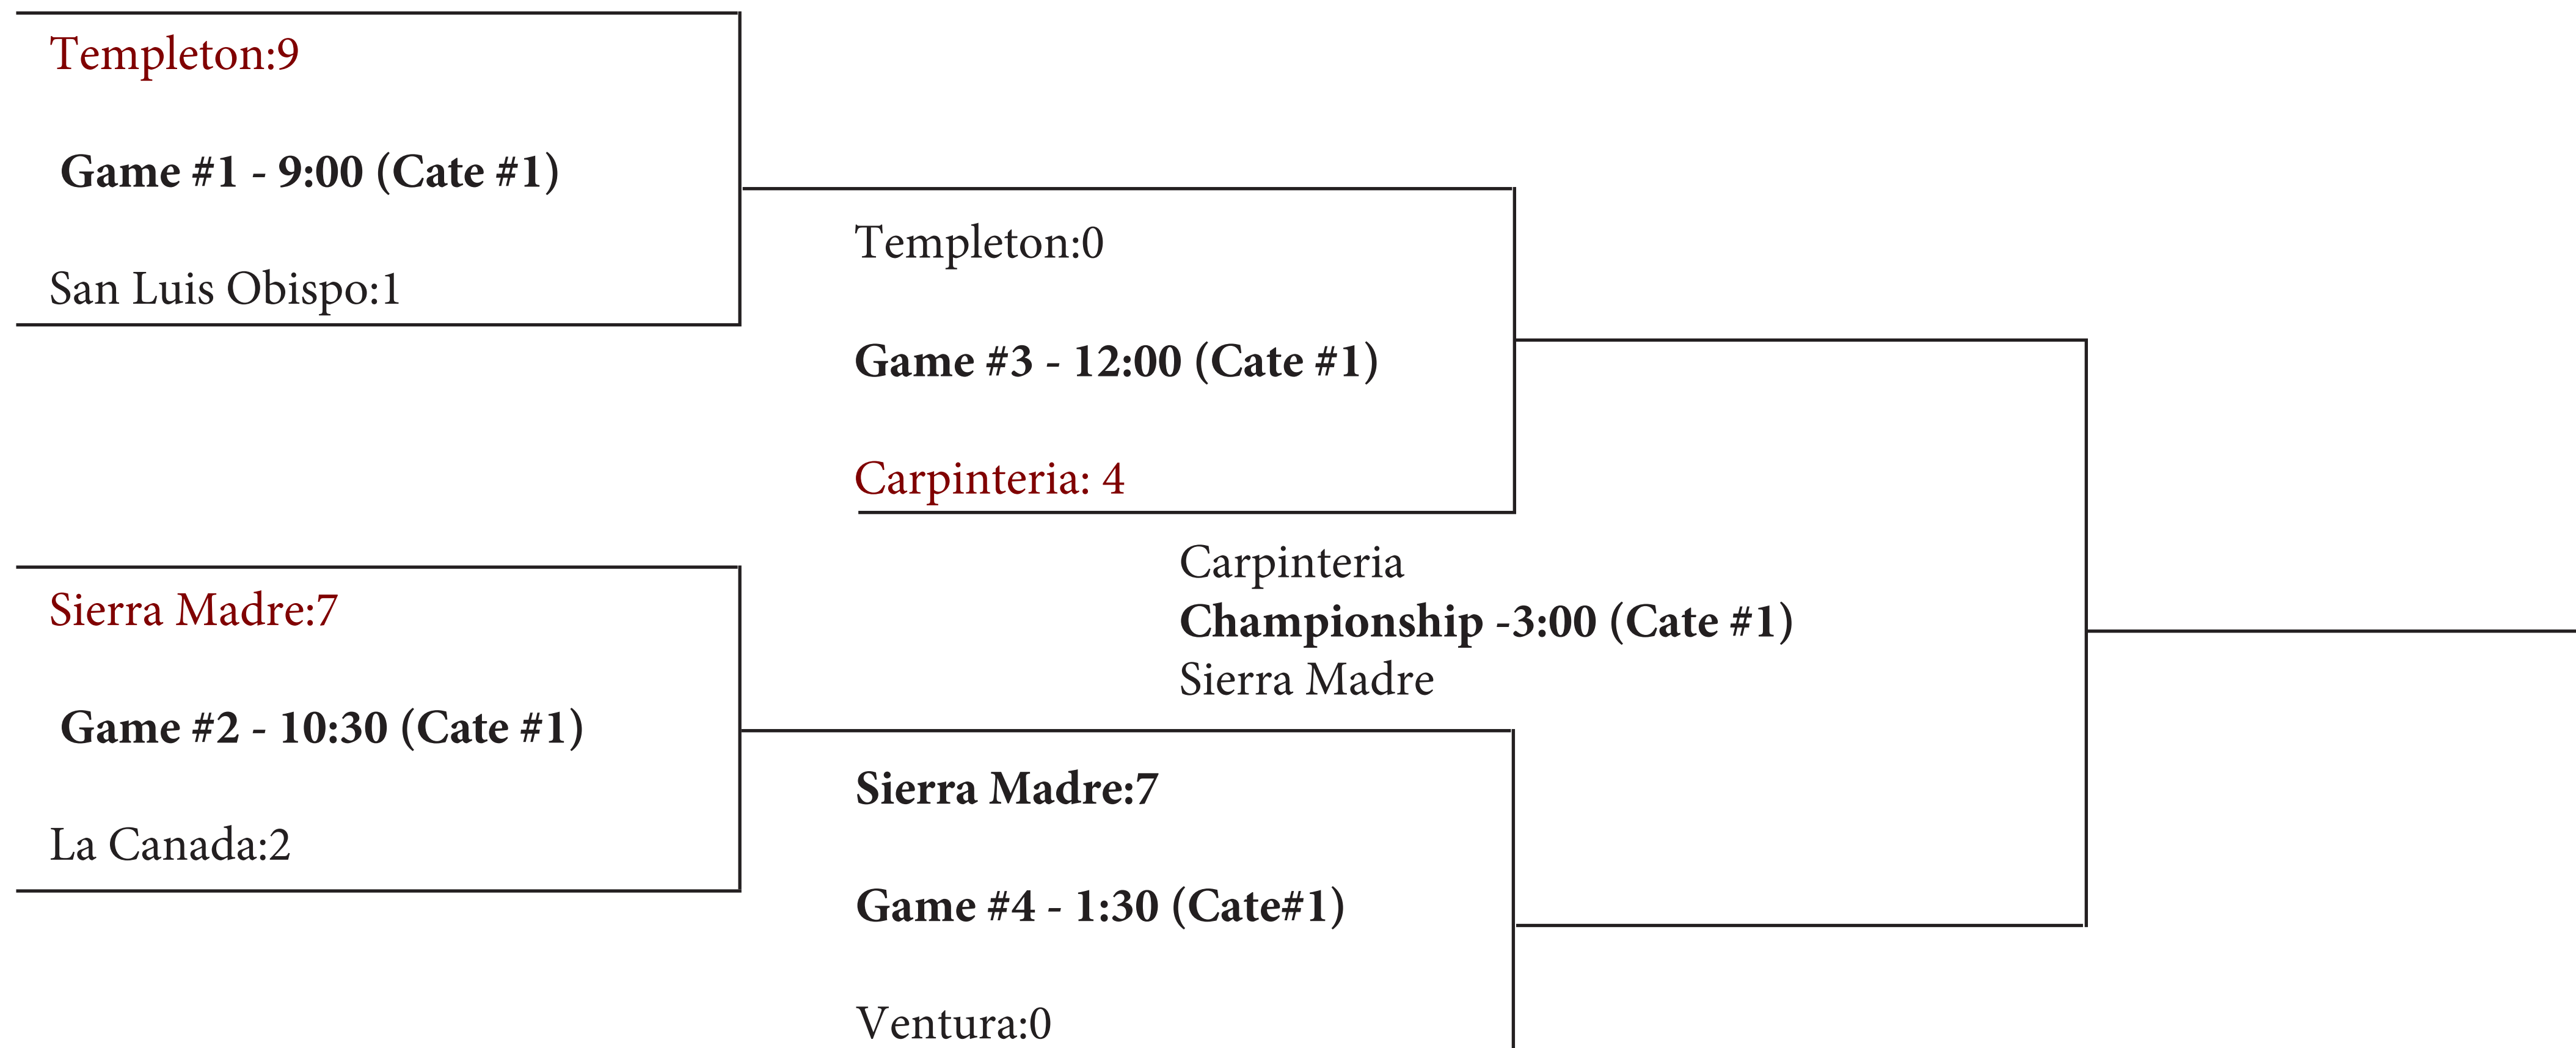 Templeton:9
Game #1 - 9:00 (Cate #1)
San Luis Obispo:1
Templeton:0
Game #3 - 12:00 (Cate #1)
Carpinteria: 4
Carpinteria
Championship -3:00 (Cate #1)
Sierra Madre
Sierra Madre:7
Game #2 - 10:30 (Cate #1)
La Canada:2
Sierra Madre:7
Game #4 - 1:30 (Cate#1)
Ventura:0